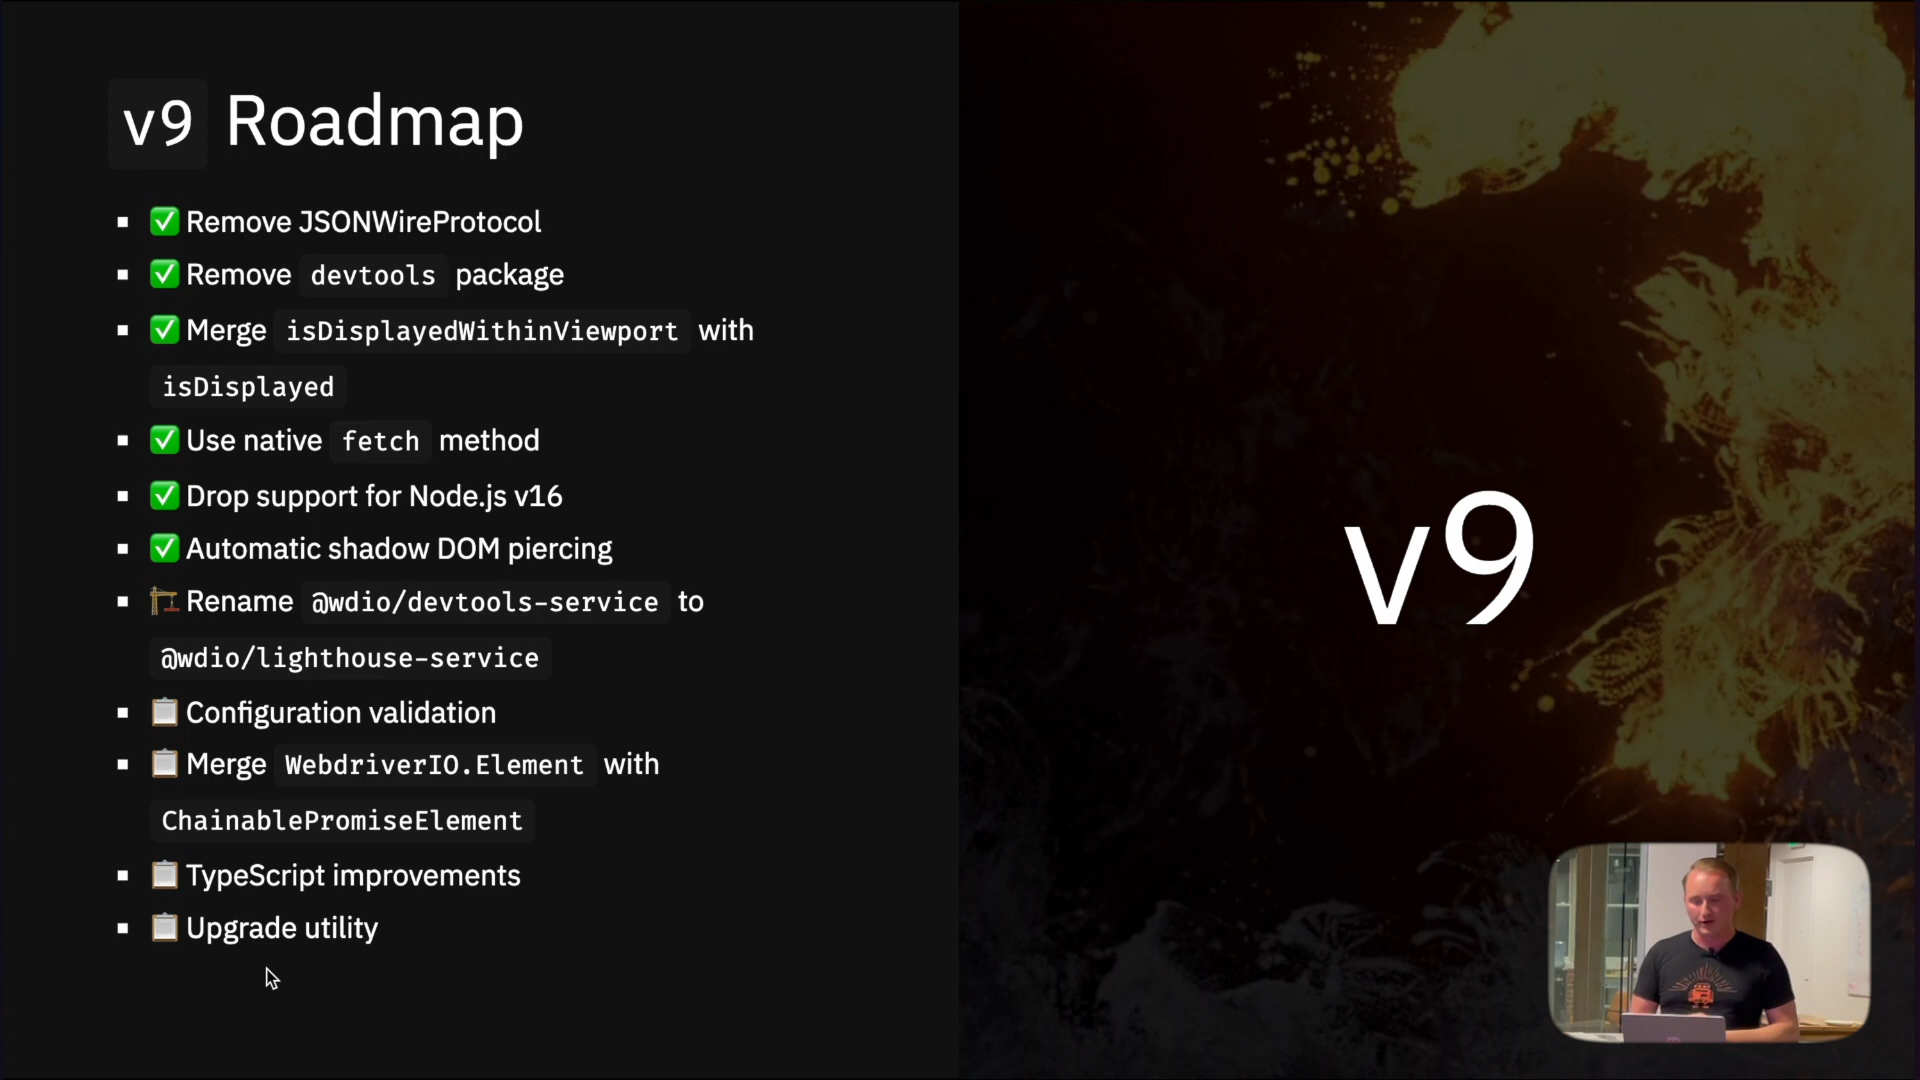 v9 Roadmap
✅ Remove JSONWireProtocol
✅ Remove devtools package
✅ Merge isDisplayedWithinViewport with
isDisplayed
✅ Use native fetch method
✅ Drop support for Node.js v16
✅ Automatic shadow DOM piercing
🏗️ Rename @wdio/devtools-service to
@wdio/lighthouse-service
📋 Configuration validation
📋 Merge WebdriverIO.Element with
ChainablePromiseElement
📋 TypeScript improvements
📋 Upgrade utility
v9